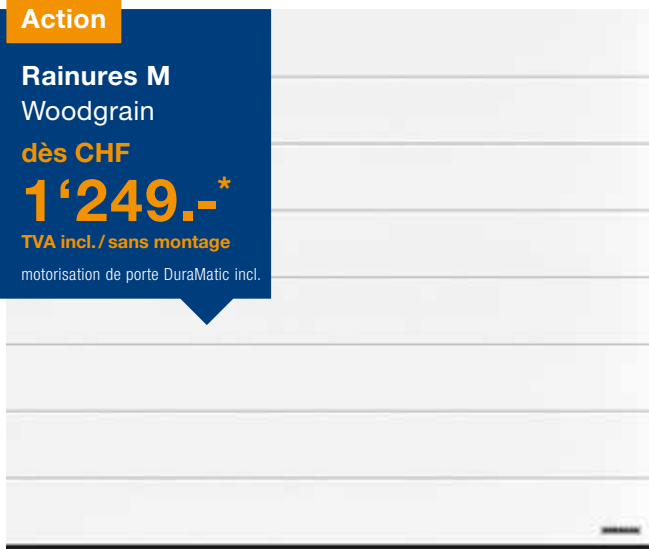 Action
Rainures M
Woodgrain
dès CHF
1‘249.-*
TVA incl. / sans montage
motorisation de porte DuraMatic incl.